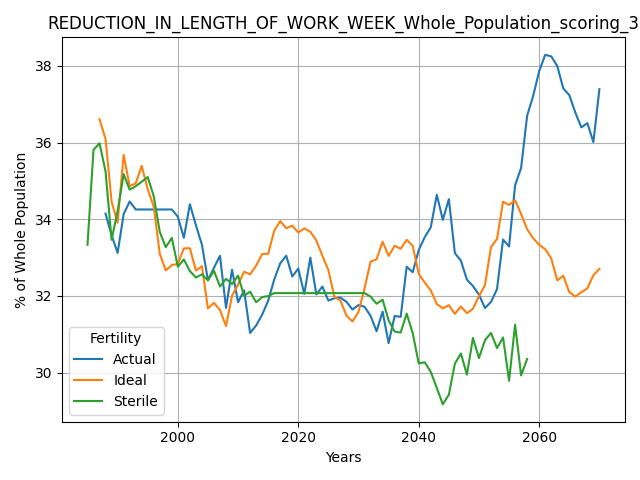 REDUCTION_IN_LENGTH_OF_WORK_WEEK_Whole_Population_scoring_3
% of Whole Population
38
36
34
32
30
2000
2020
2040
2060
Years
Fertility
Actual
Ideal
Sterile